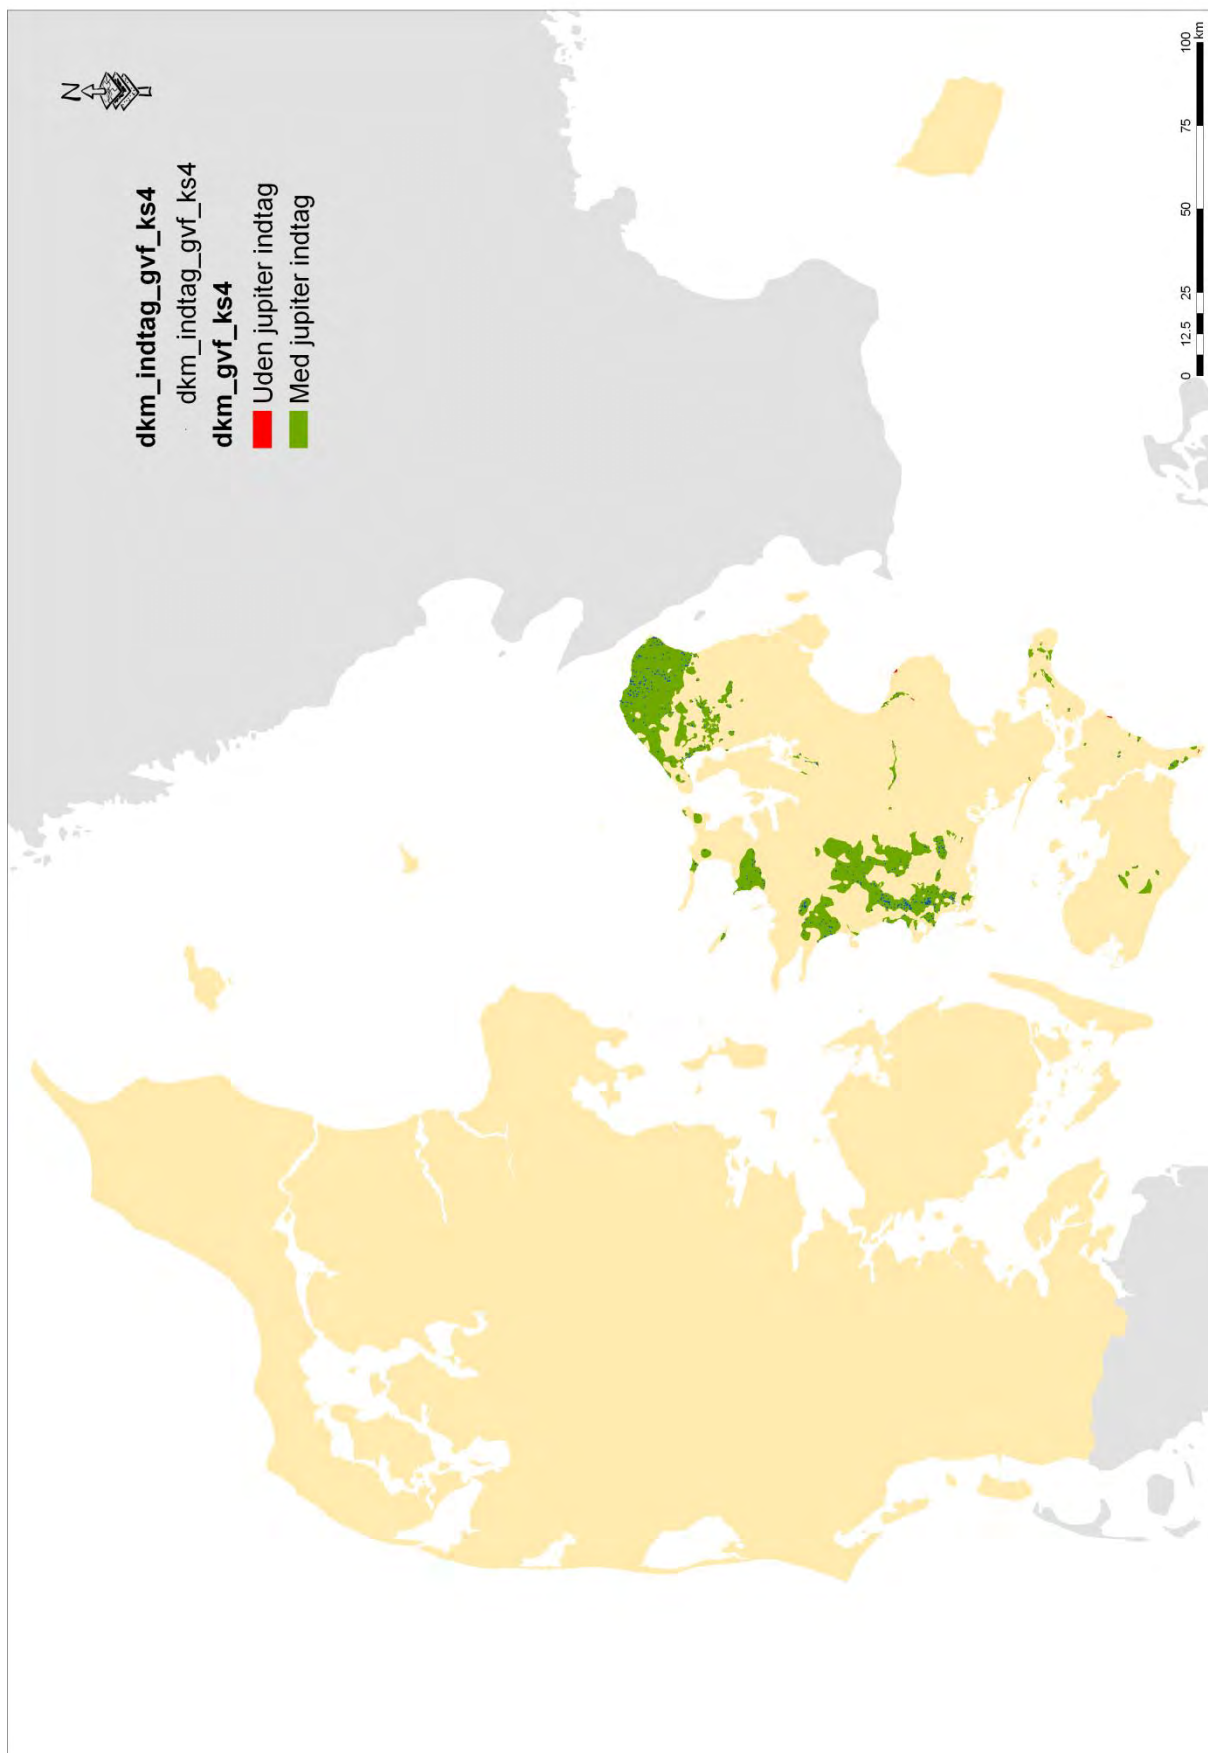 N
dkm_indtag_gvf_ks4
dkm_indtag_gvf_ks4
dkm_gvf_ks4
Uden jupiter indtag
Med jupiter indtag
0 12.5 25 50 75 100
km